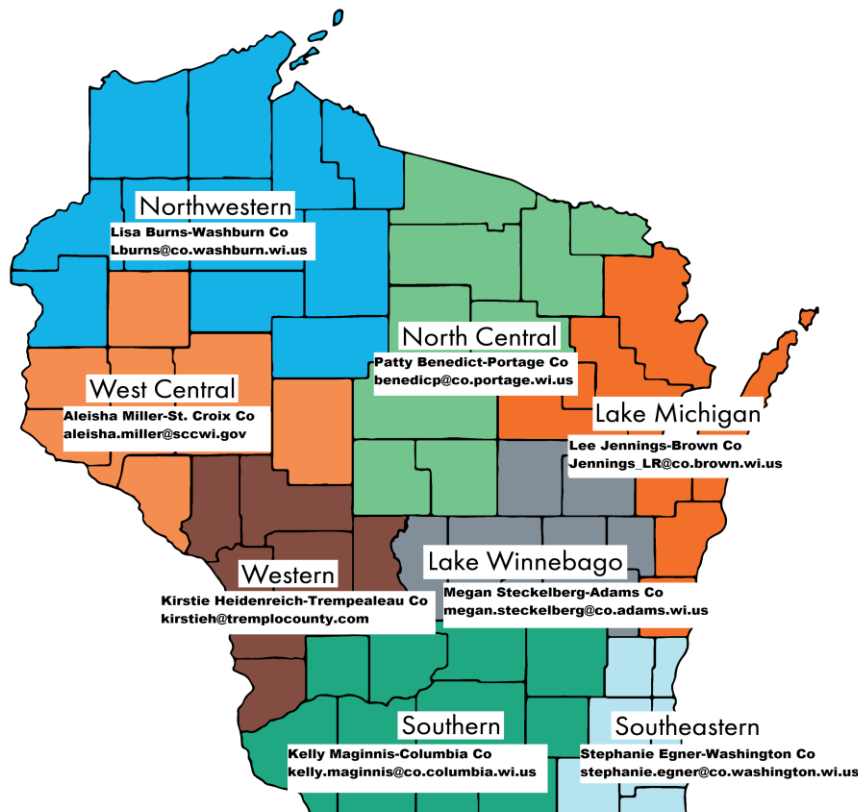 Northwestern
Lisa Burns-Washburn Co
Lburns@co.washburn.wi.us
North Central
Patty Benedict-Portage Co
benedicp@co.portage.wi.us
West Central
Aleisha Miller-St. Croix Co
aleisha.miller@sccwi.gov
Lake Michigan
Lee Jennings-Brown Co
Jennings_LR@co.brown.wi.us
Lake Winnebago
Megan Steckelberg-Adams Co
megan.steckelberg@co.adams.wi.us
Western
Kirstie Heidenreich-Trempealeau Co
kirstieh@tremplocounty.com
Southern
Kelly Maginnis-Columbia Co
kelly.maginnis@co.columbia.wi.us
Southeastern
Stephanie Egner-Washington Co
stephanie.egner@co.washington.wi.us